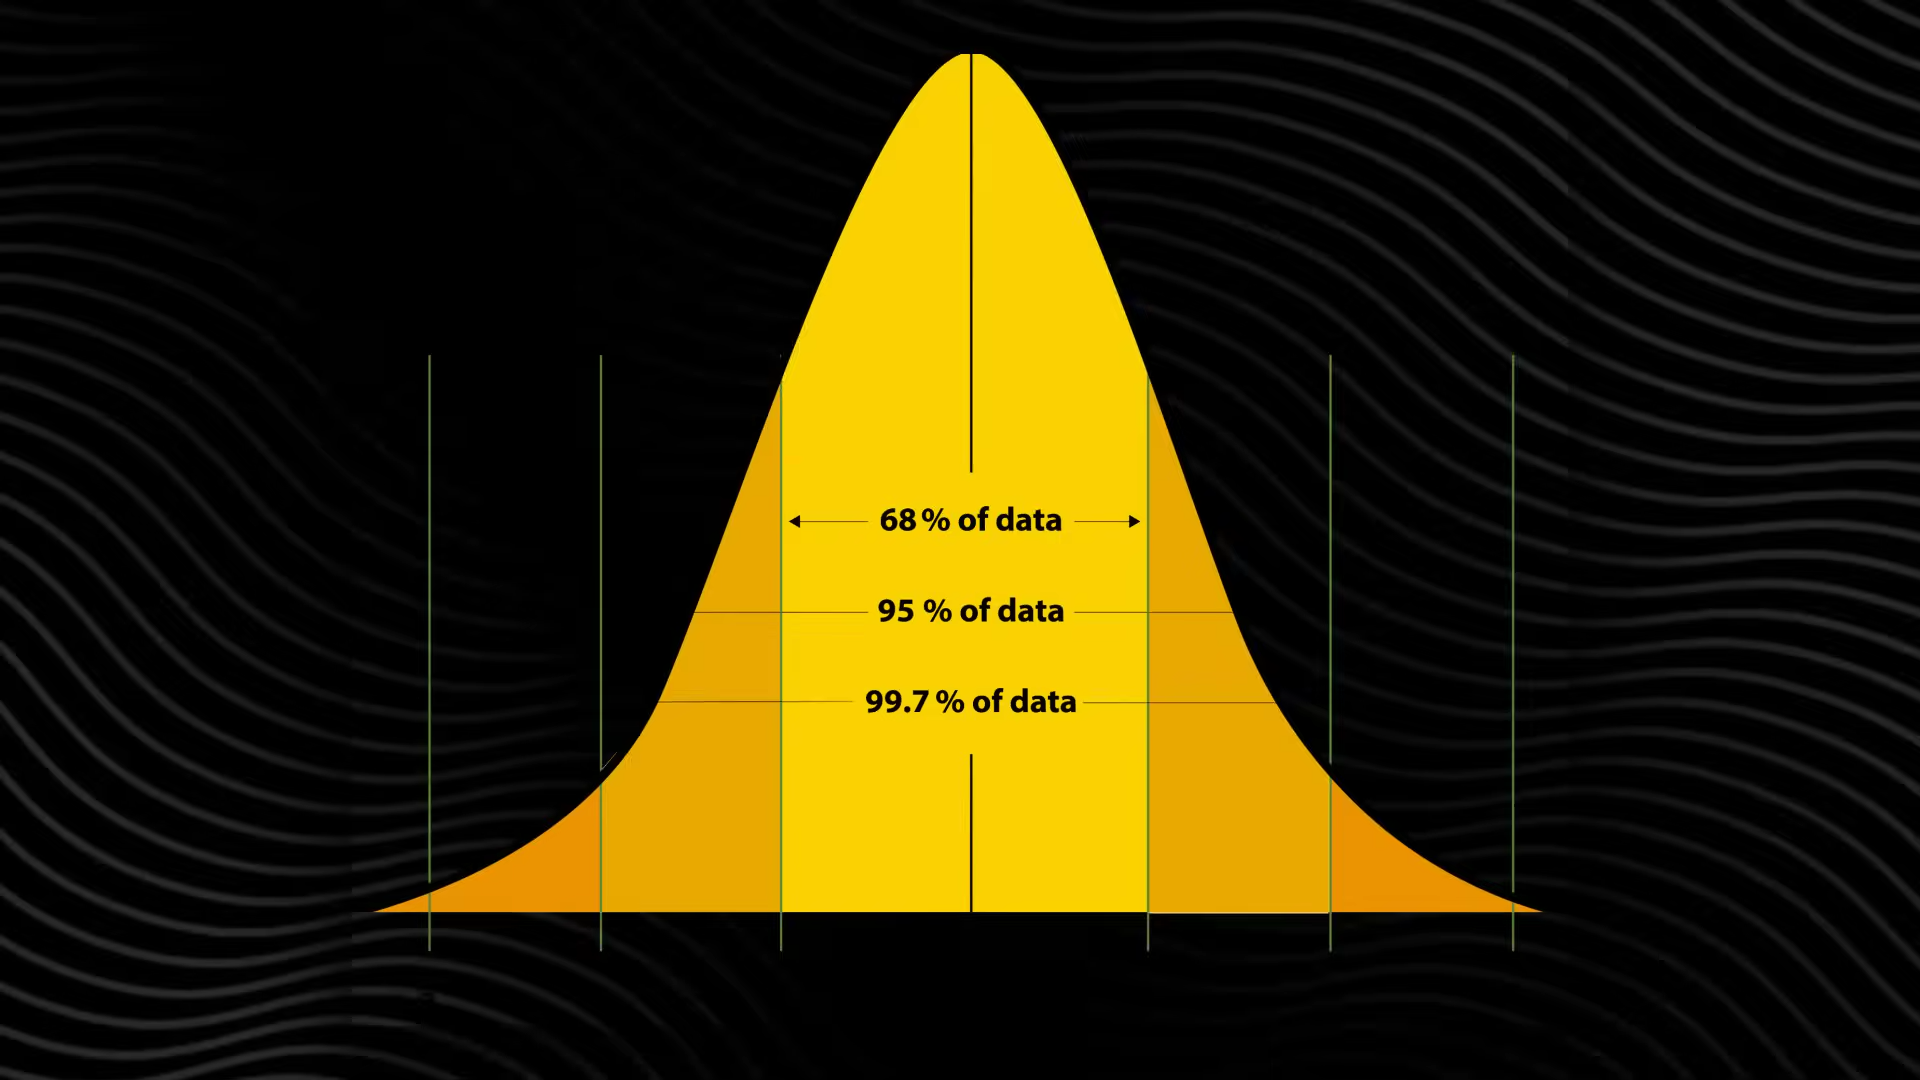 68 % of data
95 % of data
99.7 % of data